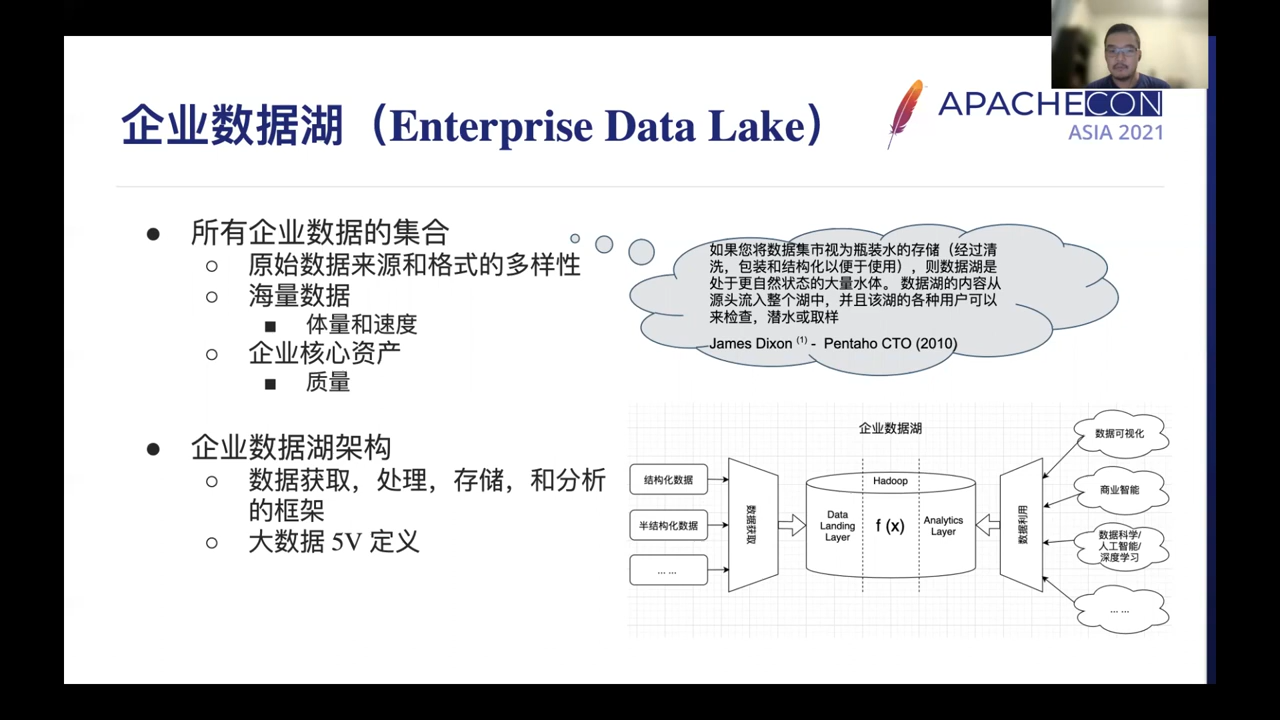 企业数据湖（Enterprise Data Lake）
APACHECON
ASIA 2021
● 所有企业数据的集合
○ 原始数据来源和格式的多样性
○ 海量数据
■ 体量和速度
○ 企业核心资产
■ 质量
● 企业数据湖架构
○ 数据获取，处理，存储，和分析
的框架
○ 大数据 5V 定义
如果您将数据集市视为瓶装水的存储（经过清
洗，包装和结构化以便于使用），则数据湖是
处于更自然状态的大量水体。 数据湖的内容从
源头流入整个湖中，并且该湖的各种用户可以
来检查，潜水或取样
James Dixon (1) - Pentaho CTO (2010)
企业数据湖
结构化数据
半结构化数据
... ...
数据获取
Hadoop
Data
Landing
Layer
f (x)
Analytics
Layer
数据利用
数据可视化
商业智能
数据科学/
人工智能/
深度学习
... ...